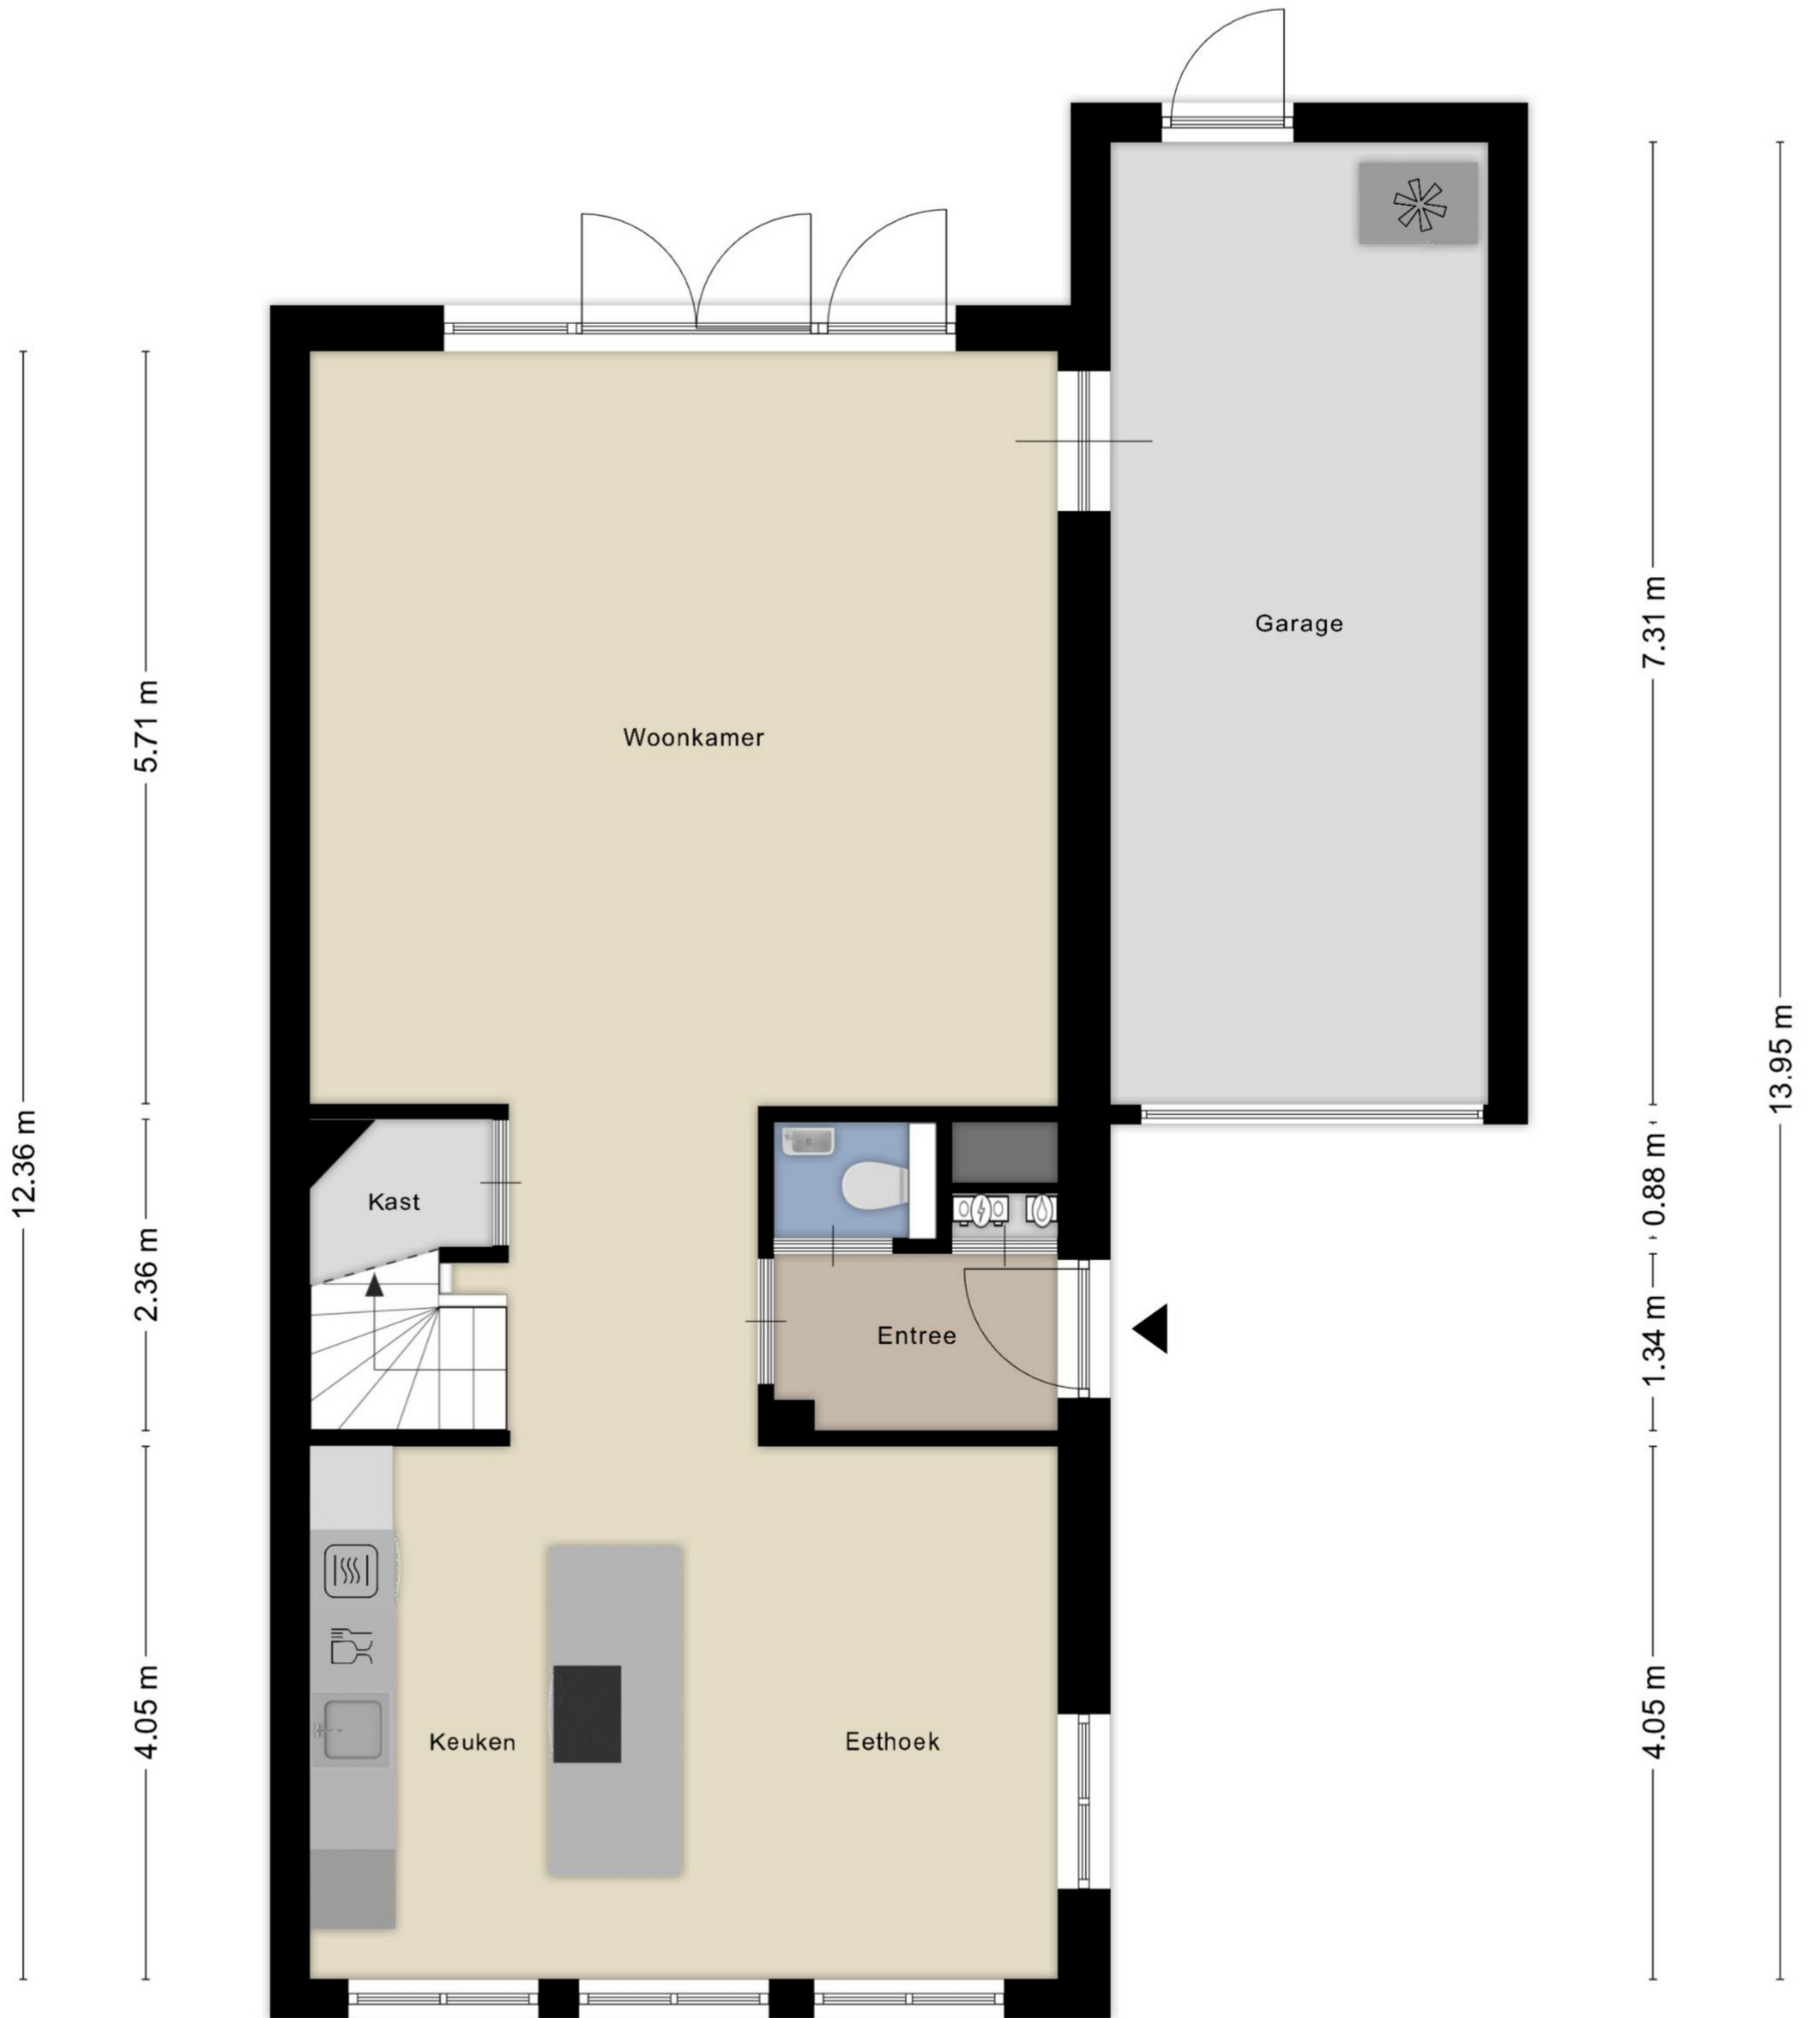 Garage
7.31 m
5.71 m
Woonkamer
13.95 m
12.36 m
0.88 m
Kast
2.36 m
Entree
1.34 m
4.05 m
4.05 m
Keuken
Eethoek